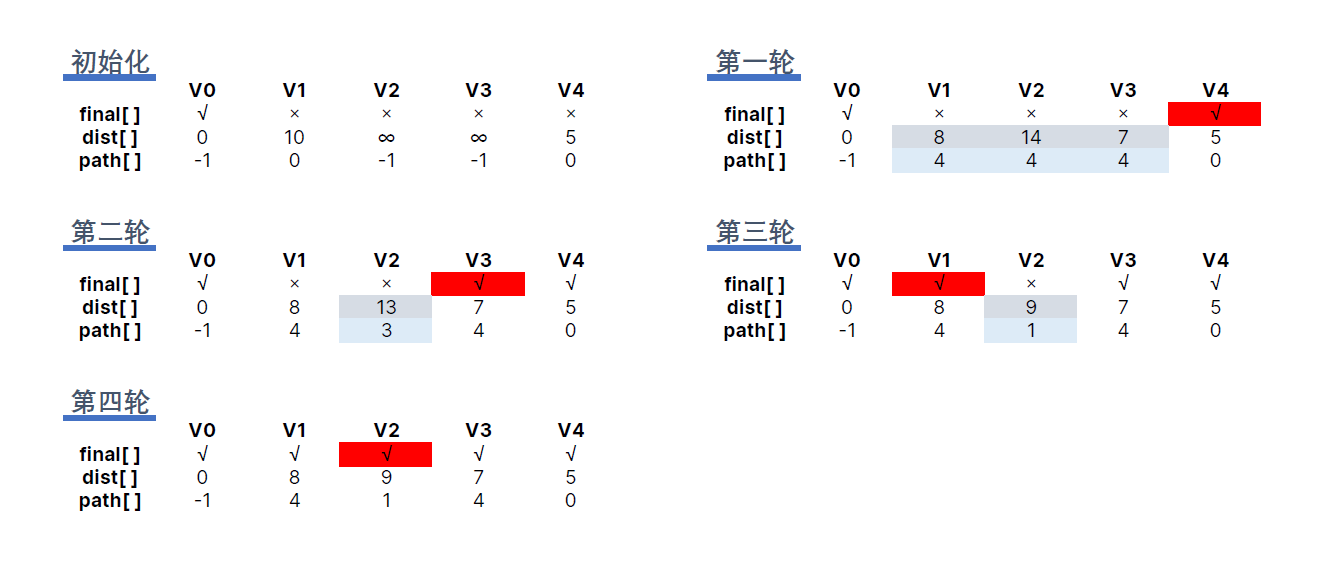 初始化
V0 V1 V2 V3 V4
final[ ] √ × × × ×
dist[ ] 0 10 ∞ ∞ 5
path[ ] -1 0 -1 -1 0
第一轮
V0 V1 V2 V3 V4
final[ ] √ × × × √
dist[ ] 0 8 14 7 5
path[ ] -1 4 4 4 0
第二轮
V0 V1 V2 V3 V4
final[ ] √ × × √ √
dist[ ] 0 8 13 7 5
path[ ] -1 4 3 4 0
第三轮
V0 V1 V2 V3 V4
final[ ] √ √ × √ √
dist[ ] 0 8 9 7 5
path[ ] -1 4 1 4 0
第四轮
V0 V1 V2 V3 V4
final[ ] √ √ √ √ √
dist[ ] 0 8 9 7 5
path[ ] -1 4 1 4 0